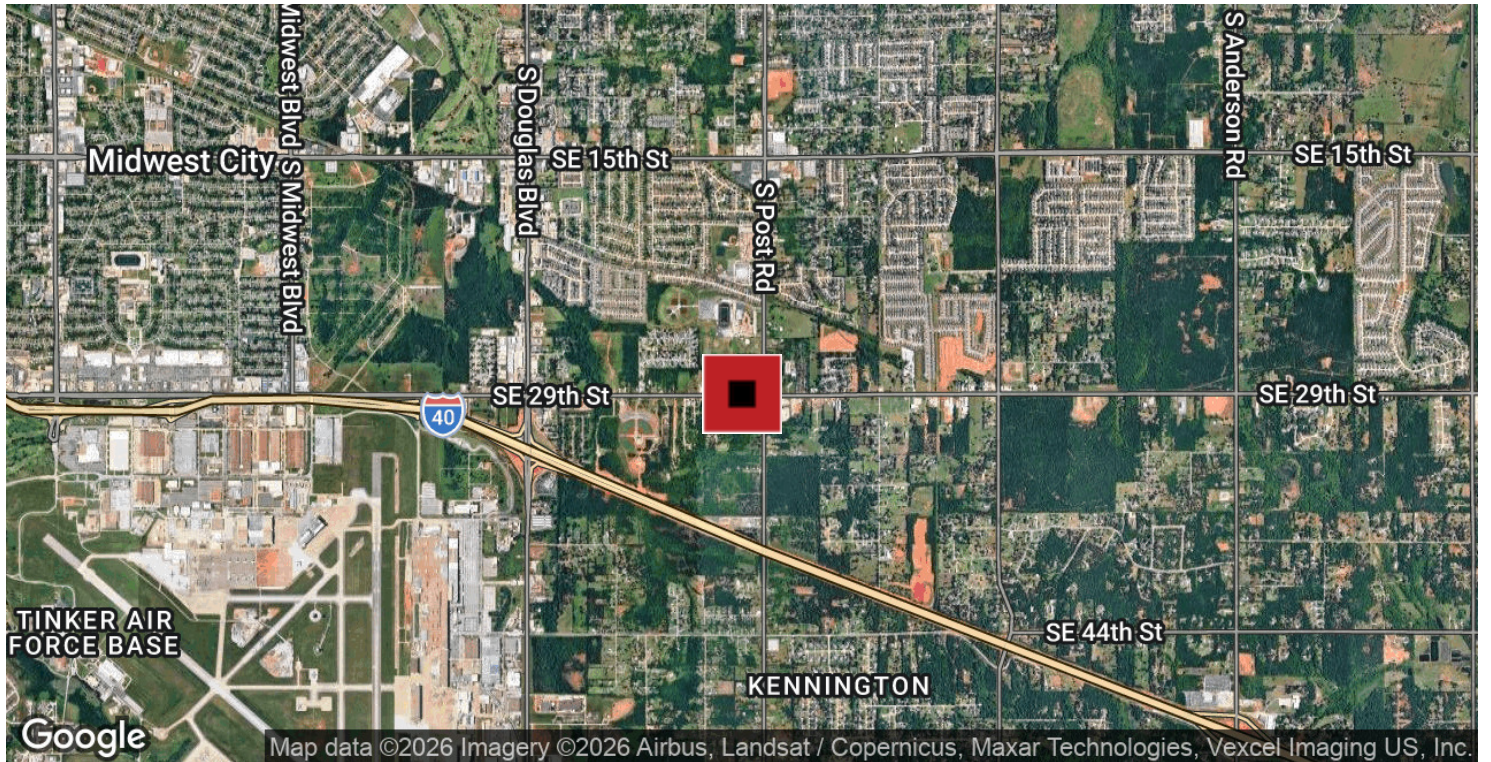 Midwest Blvd
S Douglas Blvd
S Anderson Rd
Midwest City
SE 15th St
SE 15th St
S Midwest Blvd
S Post Rd
SE 29th St
SE 29th St
40
TINKER AIR
FORCE BASE
SE 44th St
KENNINGTON
Google
Map data ©2026 Imagery ©2026 Airbus, Landsat / Copernicus, Maxar Technologies, Vexcel Imaging US, Inc.